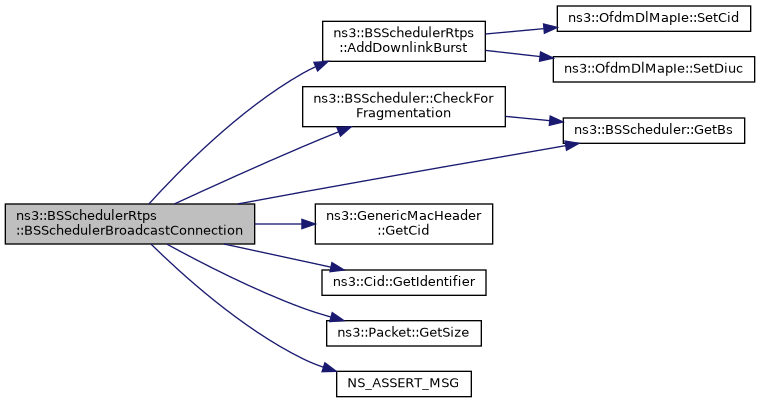 ns3::BSSchedulerRtps
::BSSchedulerBroadcastConnection
ns3::BSSchedulerRtps
::AddDownlinkBurst
ns3::OfdmDlMapIe::SetCid
ns3::OfdmDlMapIe::SetDiuc
ns3::BSScheduler::CheckFor
Fragmentation
ns3::BSScheduler::GetBs
ns3::GenericMacHeader
::GetCid
ns3::Cid::GetIdentifier
ns3::Packet::GetSize
NS_ASSERT_MSG